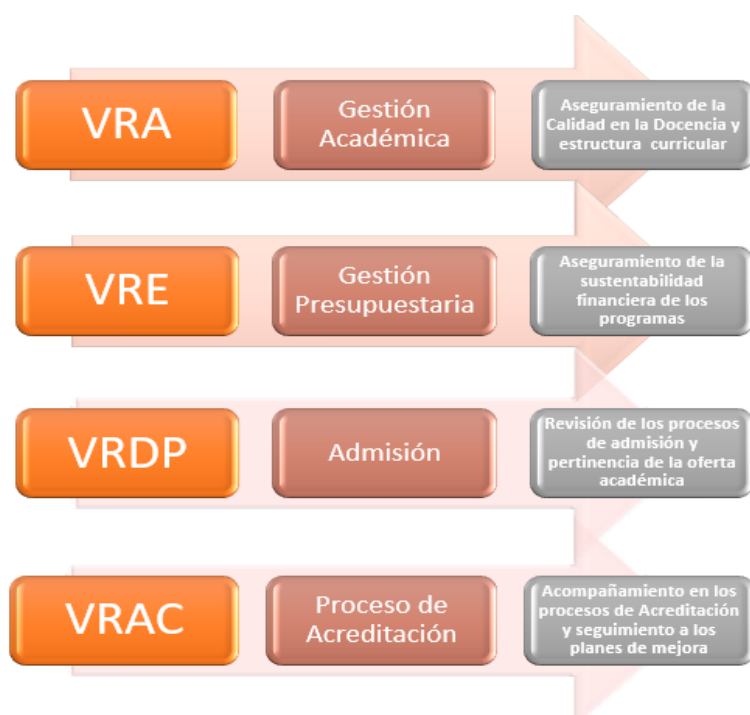 VRA
Gestión
Académica
Aseguramiento de la
Calidad en la Docencia y
estructura curricular
VRE
Gestión
Presupuestaria
Aseguramiento de la
sustentabilidad
financiera de los
programas
VRDP
Admisión
Revisión de los procesos
de admisión y
pertinencia de la oferta
académica
VRAC
Proceso de
Acreditación
Acompañamiento en los
procesos de Acreditación
y seguimiento a los
planes de mejora